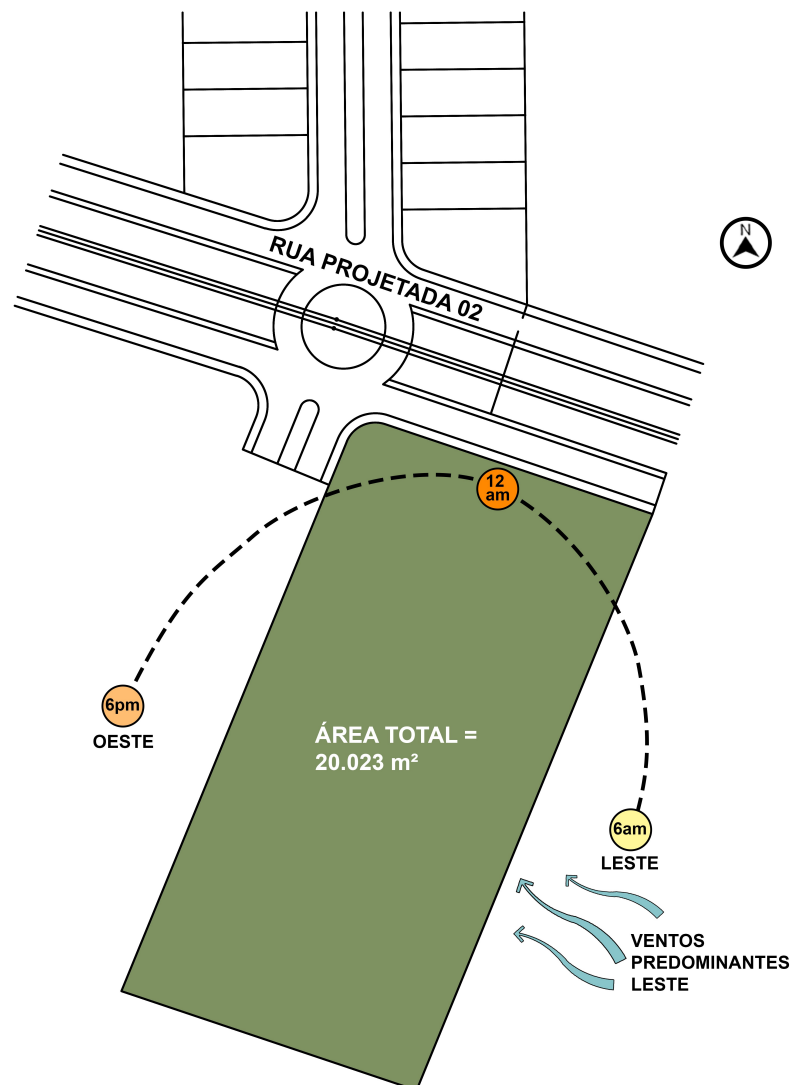 N
RUA PROJETADA 02
12
am
6pm
OESTE
ÁREA TOTAL =
20.023 m²
6am
LESTE
VENTOS
PREDOMINANTES
LESTE